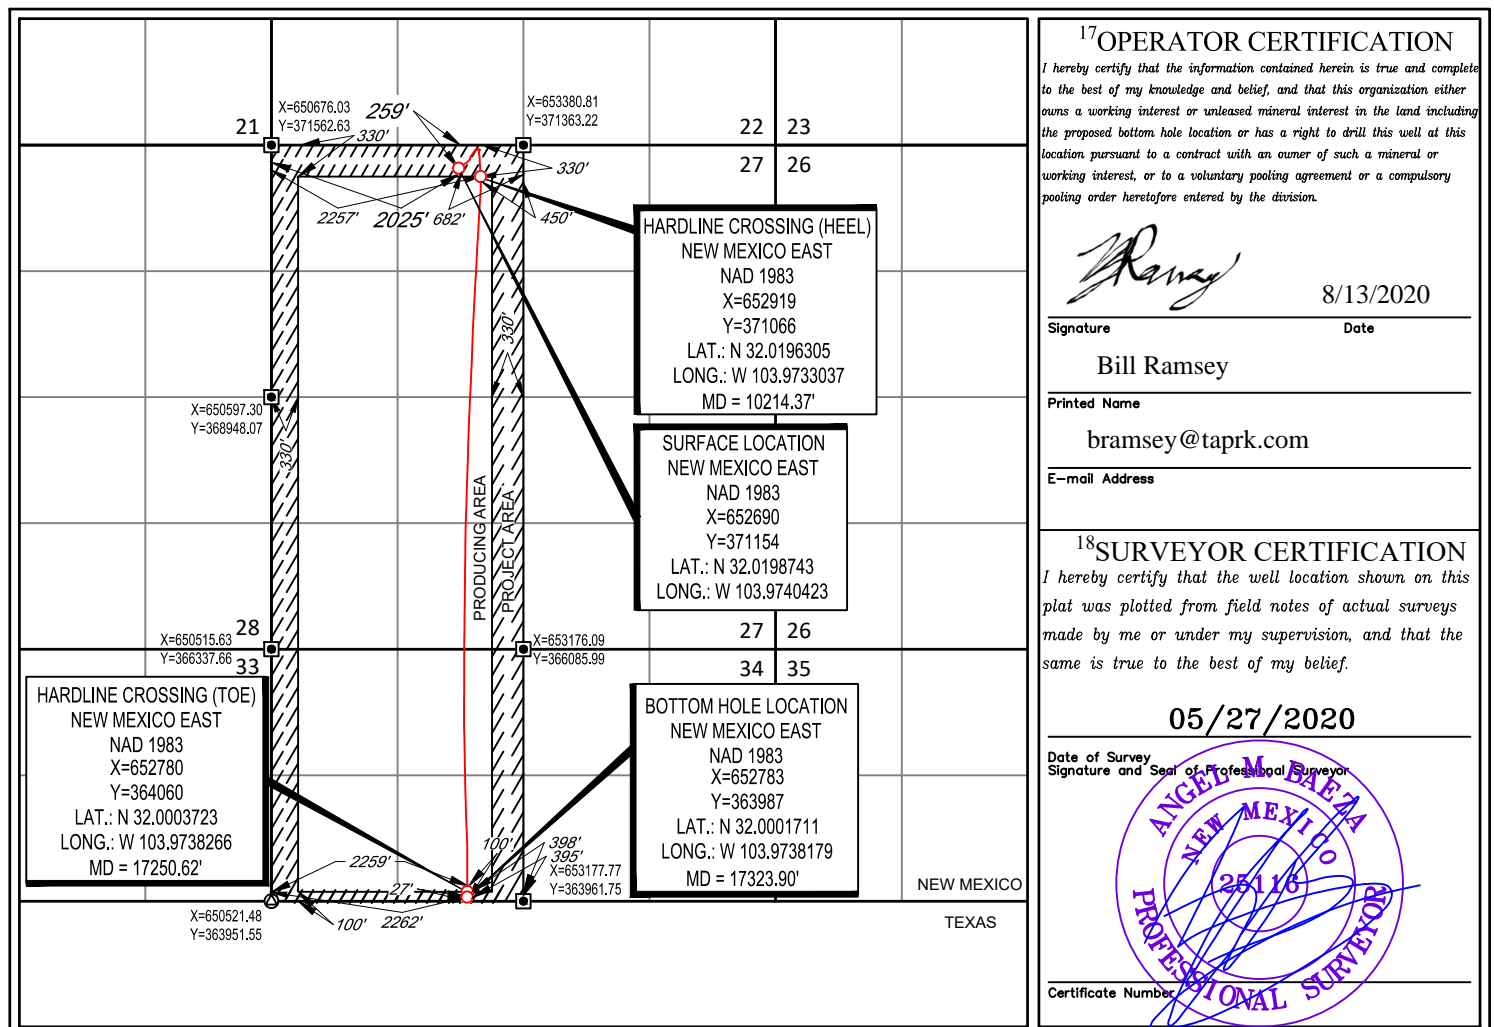 X=650676.03
Y=371562.63
259'
X=653380.81
Y=371363.22
21
330'
22 23
27 26
330'
2257'
2025'
682'
450'
HARDLINE CROSSING (HEEL)
NEW MEXICO EAST
NAD 1983
X=652919
Y=371066
LAT.: N 32.0196305
LONG.: W 103.9733037
MD = 10214.37'
330'
X=650597.30
Y=368948.07
330'
SURFACE LOCATION
NEW MEXICO EAST
NAD 1983
X=652690
Y=371154
LAT.: N 32.0198743
LONG.: W 103.9740423
PRODUCING AREA
PROJECT AREA
X=650515.63
Y=366337.66
28
33
X=653176.09
Y=366085.99
27 26
34 35
HARDLINE CROSSING (TOE)
NEW MEXICO EAST
NAD 1983
X=652780
Y=364060
LAT.: N 32.0003723
LONG.: W 103.9738266
MD = 17250.62'
BOTTOM HOLE LOCATION
NEW MEXICO EAST
NAD 1983
X=652783
Y=363987
LAT.: N 32.0001711
LONG.: W 103.9738179
MD = 17323.90'
100'
398'
395'
2259'
X=653177.77
Y=363961.75
27'
NEW MEXICO
TEXAS
X=650521.48
Y=363951.55
100'
2262'
17OPERATOR CERTIFICATION
I hereby certify that the information contained herein is true and complete
to the best of my knowledge and belief, and that this organization either
owns a working interest or unleased mineral interest in the land including
the proposed bottom hole location or has a right to drill this well at this
location pursuant to a contract with an owner of such a mineral or
working interest, or to a voluntary pooling agreement or a compulsory
pooling order heretofore entered by the division.
8/13/2020
Signature Date
Bill Ramsey
Printed Name
bramsey@taprk.com
E-mail Address
18SURVEYOR CERTIFICATION
I hereby certify that the well location shown on this
plat was plotted from field notes of actual surveys
made by me or under my supervision, and that the
same is true to the best of my belief.
05/27/2020
Date of Survey
Signature and Seal of Professional Surveyor
ANGEL M. BAEZA
NEW MEXICO
25116
PROFESSIONAL SURVEYOR
Certificate Number